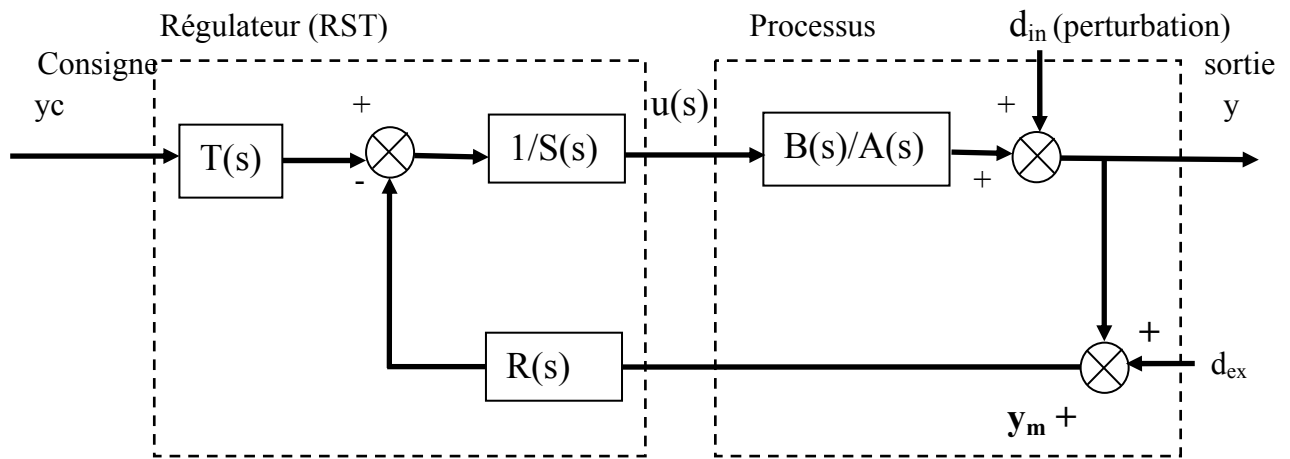 Régulateur (RST)
Processus
d_in (perturbation)
Consigne
yc
sortie
y
T(s)
+
-
1/S(s)
u(s)
B(s)/A(s)
+
+
R(s)
+
d_ex
y_m +